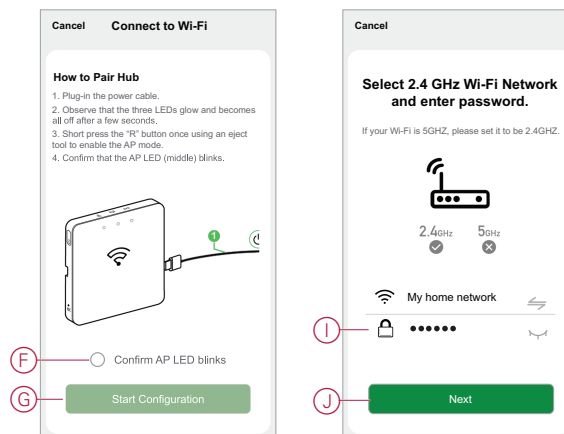 Cancel Connect to Wi-Fi
How to Pair Hub
1. Plug-in the power cable.
2. Observe that the three LEDs glow and becomes
all off after a few seconds.
3. Short press the “R” button once using an eject
tool to enable the AP mode.
4. Confirm that the AP LED (middle) blinks.
1
F
Confirm AP LED blinks
G
Start Configuration
Cancel
Select 2.4 GHz Wi-Fi Network
and enter password.
If your Wi-Fi is 5GHZ, please set it to be 2.4GHZ.
2.4GHz 5GHz
My home network
I
••••••
J
Next